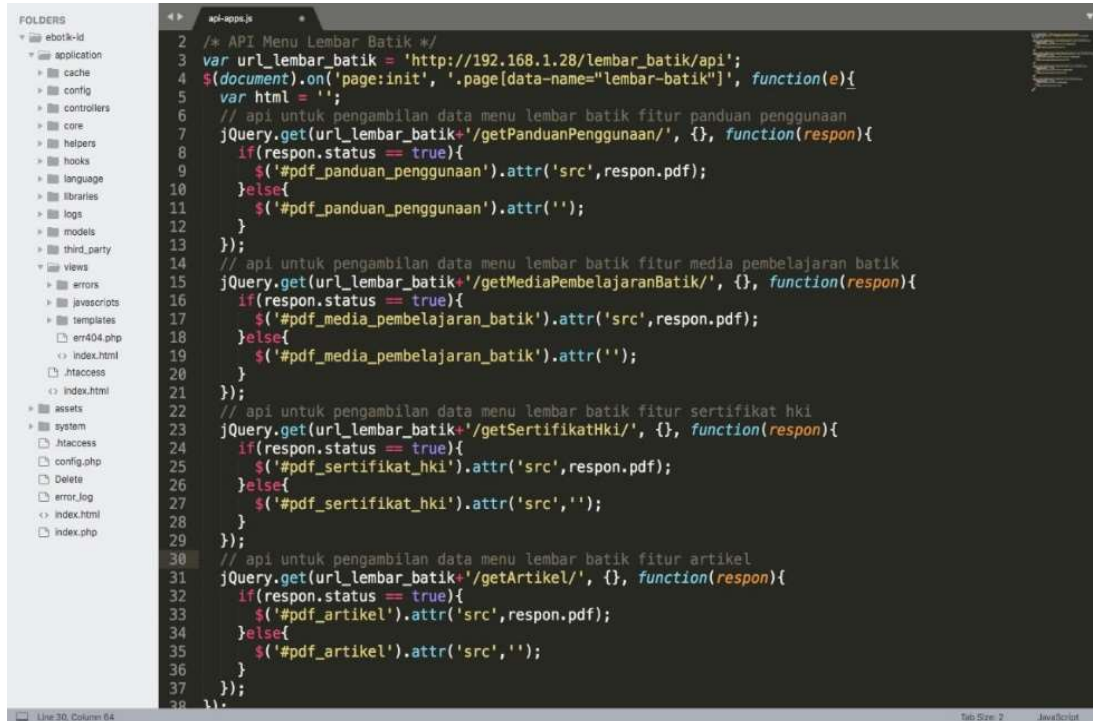 FOLDERS
ebotik-id
application
cache
config
controllers
core
helpers
hooks
language
libraries
logs
models
third_party
views
errors
javascripts
templates
err404.php
index.html
.htaccess
index.html
assets
system
.htaccess
config.php
Delete
error_log
index.html
index.php
api-apps.js
2 /* API Menu Lembar Batik */
3 var url_lembar_batik = 'http://192.168.1.28/lembar_batik/api';
4 $(document).on('page:init', '.page[data-name="lembar-batik"]', function(e){
5 var html = '';
6 // api untuk pengambilan data menu lembar batik fitur panduan penggunaan
7 jQuery.get(url_lembar_batik+'/getPanduanPenggunaan/', {}, function(respon){
8 if(respon.status == true){
9 $('#pdf_panduan_penggunaan').attr('src',respon.pdf);
10 }else{
11 $('#pdf_panduan_penggunaan').attr('');
12 }
13 });
14 // api untuk pengambilan data menu lembar batik fitur media pembelajaran batik
15 jQuery.get(url_lembar_batik+'/getMediaPembelajaranBatik/', {}, function(respon){
16 if(respon.status == true){
17 $('#pdf_media_pembelajaran_batik').attr('src',respon.pdf);
18 }else{
19 $('#pdf_media_pembelajaran_batik').attr('');
20 }
21 });
22 // api untuk pengambilan data menu lembar batik fitur sertifikat hki
23 jQuery.get(url_lembar_batik+'/getSertifikatHki/', {}, function(respon){
24 if(respon.status == true){
25 $('#pdf_sertifikat_hki').attr('src',respon.pdf);
26 }else{
27 $('#pdf_sertifikat_hki').attr('src','');
28 }
29 });
30 // api untuk pengambilan data menu lembar batik fitur artikel
31 jQuery.get(url_lembar_batik+'/getArtikel/', {}, function(respon){
32 if(respon.status == true){
33 $('#pdf_artikel').attr('src',respon.pdf);
34 }else{
35 $('#pdf_artikel').attr('src','');
36 }
37 });
38 });
Line 30, Column 64
Tab Size: 2
JavaScript